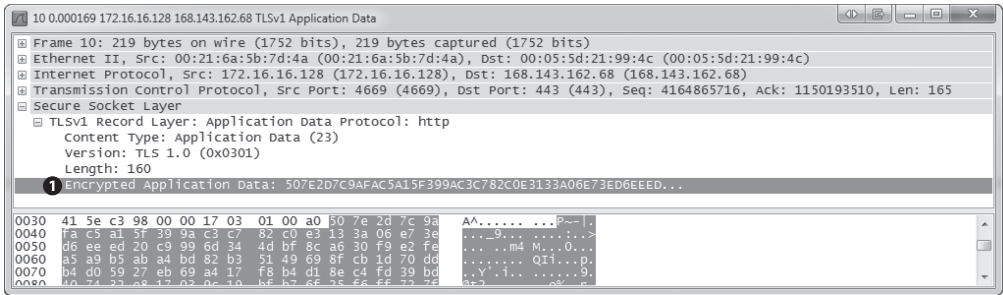 10 0.000169 172.16.16.128 168.143.162.68 TLSv1 Application Data
Frame 10: 219 bytes on wire (1752 bits), 219 bytes captured (1752 bits)
Ethernet II, Src: 00:21:6a:5b:7d:4a (00:21:6a:5b:7d:4a), Dst: 00:05:5d:21:99:4c (00:05:5d:21:99:4c)
Internet Protocol, Src: 172.16.16.128 (172.16.16.128), Dst: 168.143.162.68 (168.143.162.68)
Transmission Control Protocol, Src Port: 4669 (4669), Dst Port: 443 (443), Seq: 4164865716, Ack: 1150193510, Len: 165
Secure Socket Layer
TLSv1 Record Layer: Application Data Protocol: http
Content Type: Application Data (23)
Version: TLS 1.0 (0x0301)
Length: 160
1 Encrypted Application Data: 507E2D7C9AFAC5A15F399AC3C782C0E3133A06E73ED6EEED...
0030 41 5e c3 98 00 00 17 03 01 00 a0 50 7e 2d 7c 9a A^...... ...P~-|.
0040 fa c5 a1 5f 39 9a c3 c7 82 c0 e3 13 3a 06 e7 3e ..._9... ....:..>
0050 d6 ee ed 20 c9 99 6d 34 4d bf 8c a6 30 f9 e2 fe ... ..m4 M...0...
0060 a5 a9 b5 ab a4 bd 82 b3 51 49 69 8f cb 1d 70 dd ........ QIi...p.
0070 b4 d0 59 27 eb 69 a4 17 f8 b4 d1 8e c4 fd 39 bd ..Y'.i.. ......9.
0080